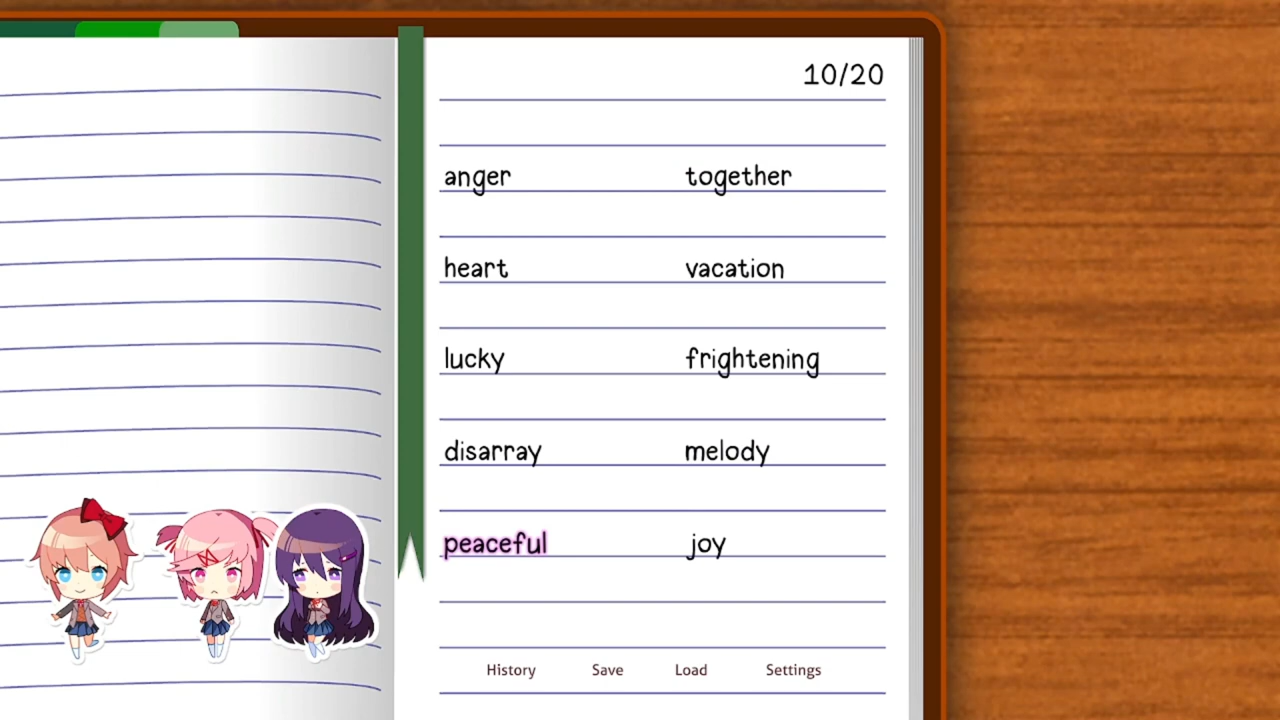 10/20
anger together
heart vacation
lucky frightening
disarray melody
peaceful joy
History Save Load Settings